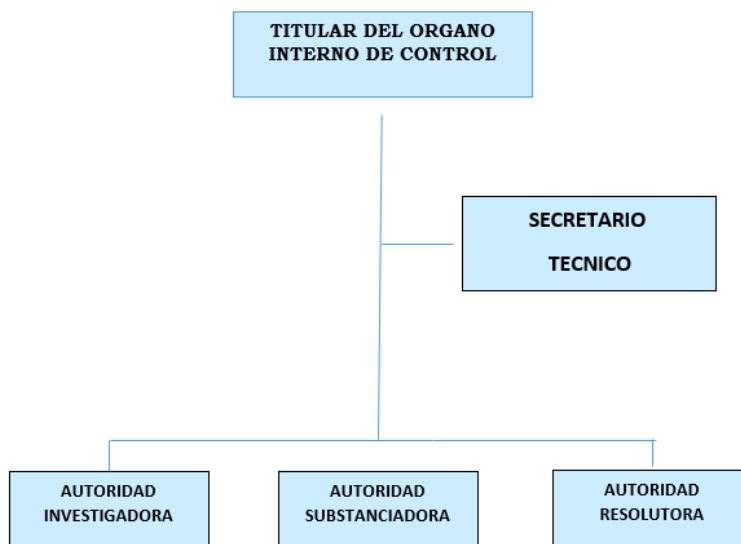 TITULAR DEL ORGANO
INTERNO DE CONTROL
SECRETARIO
TECNICO
AUTORIDAD
INVESTIGADORA
AUTORIDAD
SUBSTANCIADORA
AUTORIDAD
RESOLUTORA